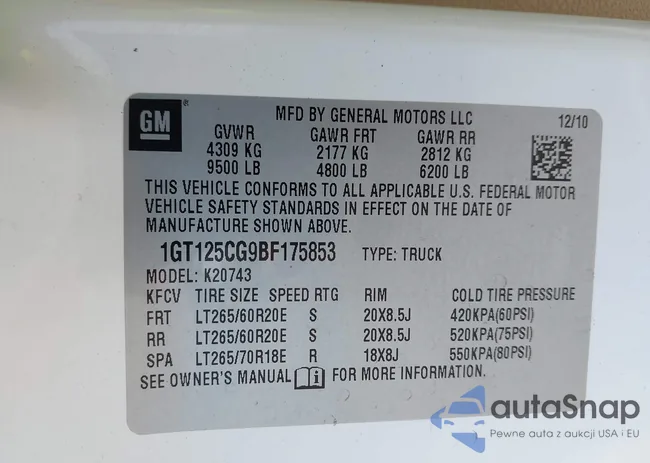 GM ®
MFD BY GENERAL MOTORS LLC 12/10
GVWR GAWR FRT GAWR RR
4309 KG 2177 KG 2812 KG
9500 LB 4800 LB 6200 LB
THIS VEHICLE CONFORMS TO ALL APPLICABLE U.S. FEDERAL MOTOR
VEHICLE SAFETY STANDARDS IN EFFECT ON THE DATE OF
MANUFACTURE SHOWN ABOVE.
1GT125CG9BF175853 TYPE: TRUCK
MODEL: K20743
KFCV TIRE SIZE SPEED RTG RIM COLD TIRE PRESSURE
FRT LT265/60R20E S 20X8.5J 420KPA(60PSI)
RR LT265/60R20E S 20X8.5J 520KPA(75PSI)
SPA LT265/70R18E R 18X8J 550KPA(80PSI)
SEE OWNER'S MANUAL FOR MORE INFORMATION.
autaSnap
Pewne auta z aukcji USA i EU